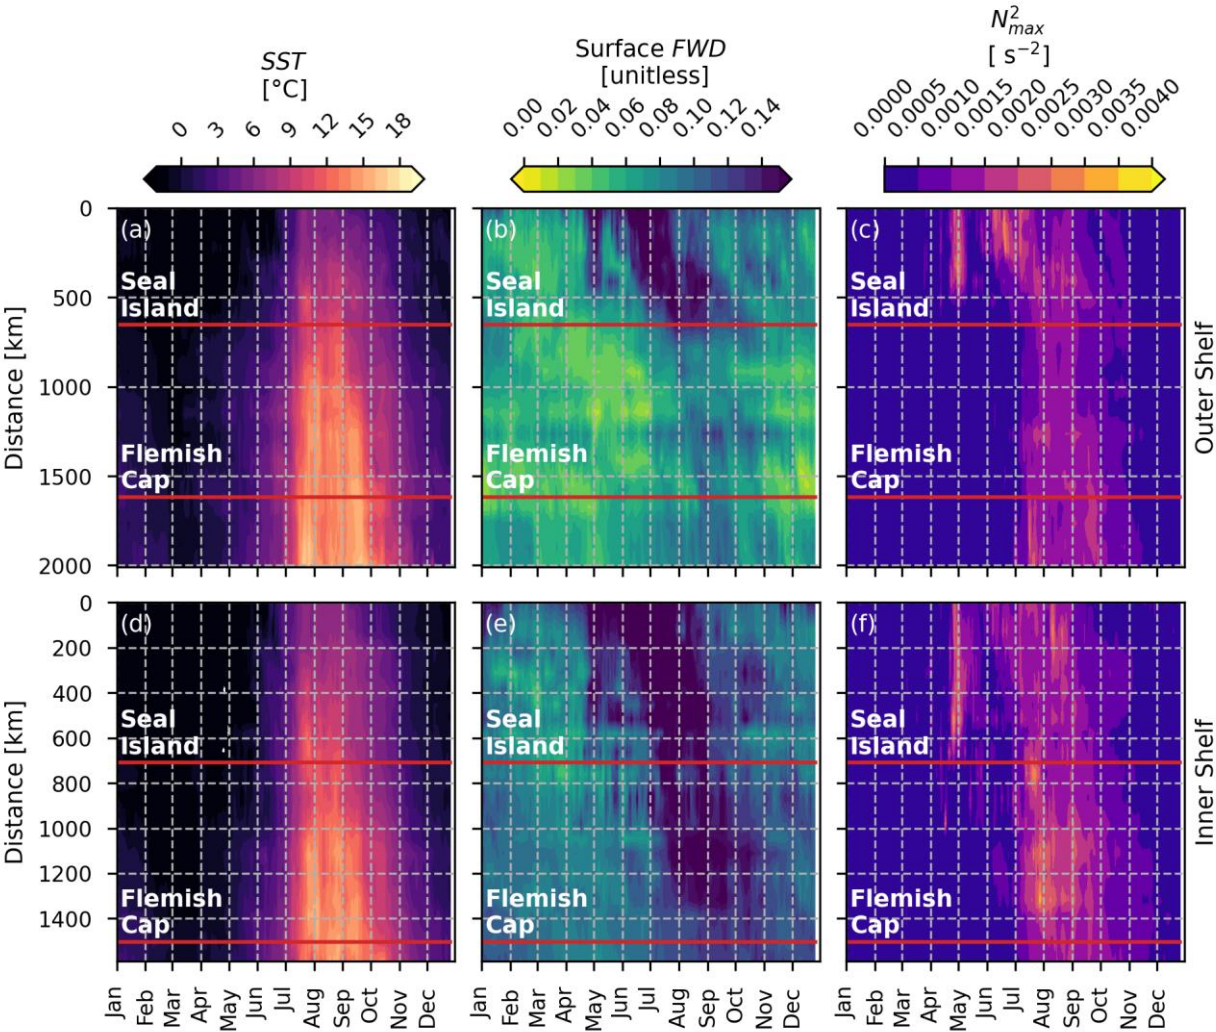 SST
[°C]
0 3 6 9 12 15 18
Surface FWD
[unitless]
0.00 0.02 0.04 0.06 0.08 0.10 0.12 0.14
N²max
[ s⁻²]
0.0000 0.0005 0.0010 0.0015 0.0020 0.0025 0.0030 0.0035 0.0040
Distance [km]
0
500
1000
1500
2000
(a)
Seal
Island
Flemish
Cap
(b)
Seal
Island
Flemish
Cap
(c)
Seal
Island
Flemish
Cap
Outer Shelf
Distance [km]
0
200
400
600
800
1000
1200
1400
(d)
Seal
Island
Flemish
Cap
(e)
Seal
Island
Flemish
Cap
(f)
Seal
Island
Flemish
Cap
Inner Shelf
Jan Feb Mar Apr May Jun Jul Aug Sep Oct Nov Dec
Jan Feb Mar Apr May Jun Jul Aug Sep Oct Nov Dec
Jan Feb Mar Apr May Jun Jul Aug Sep Oct Nov Dec